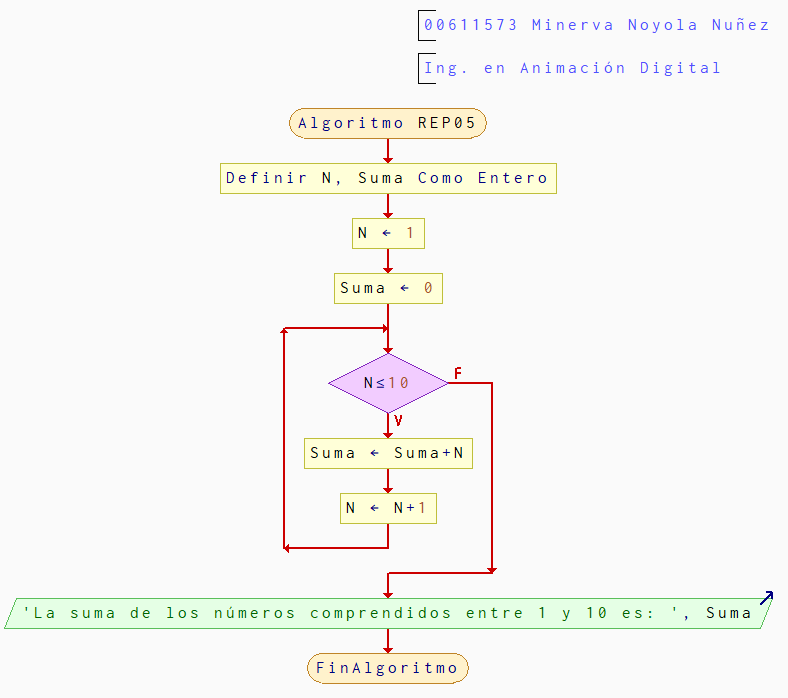 00611573 Minerva Noyola Nuñez
Ing. en Animación Digital
Algoritmo REP05
Definir N, Suma Como Entero
N ← 1
Suma ← 0
N≤10
F
V
Suma ← Suma+N
N ← N+1
'La suma de los números comprendidos entre 1 y 10 es: ', Suma
FinAlgoritmo